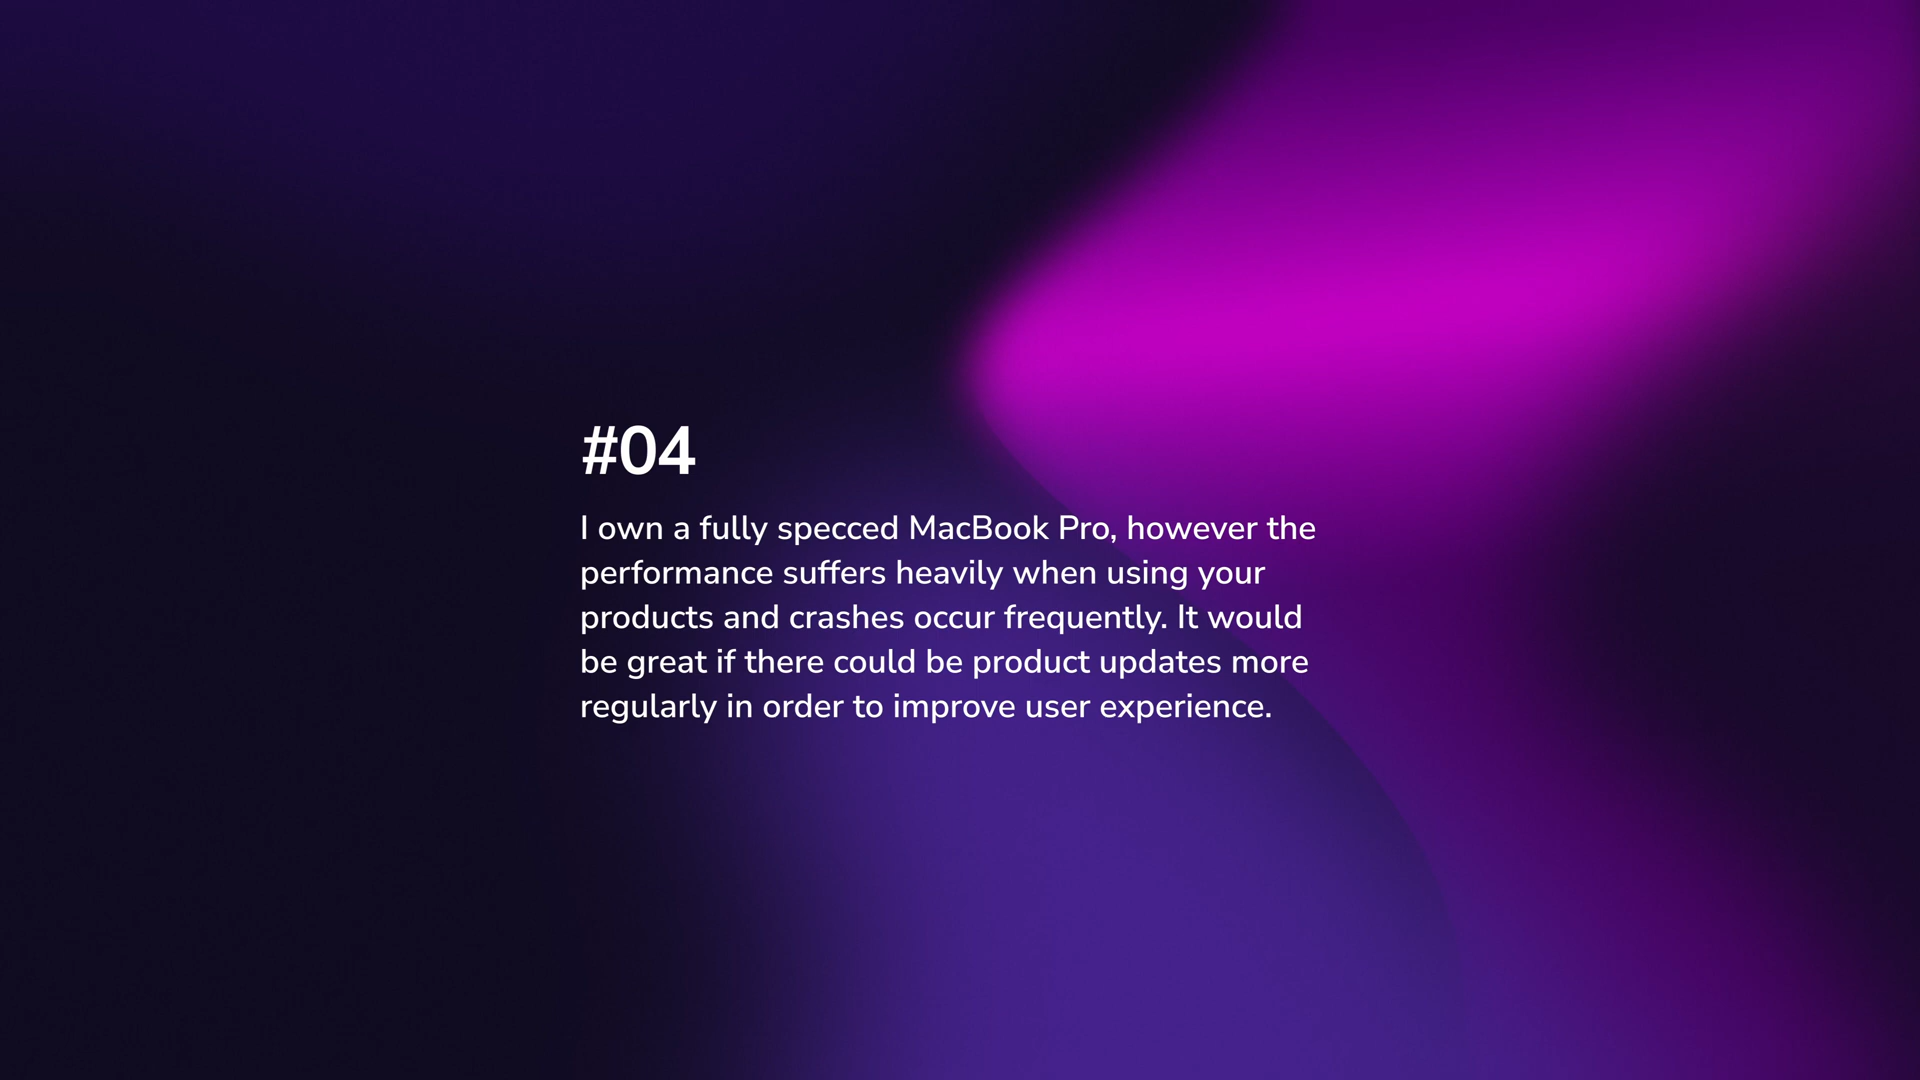 #04
I own a fully specced MacBook Pro, however the
performance suffers heavily when using your
products and crashes occur frequently. It would
be great if there could be product updates more
regularly in order to improve user experience.